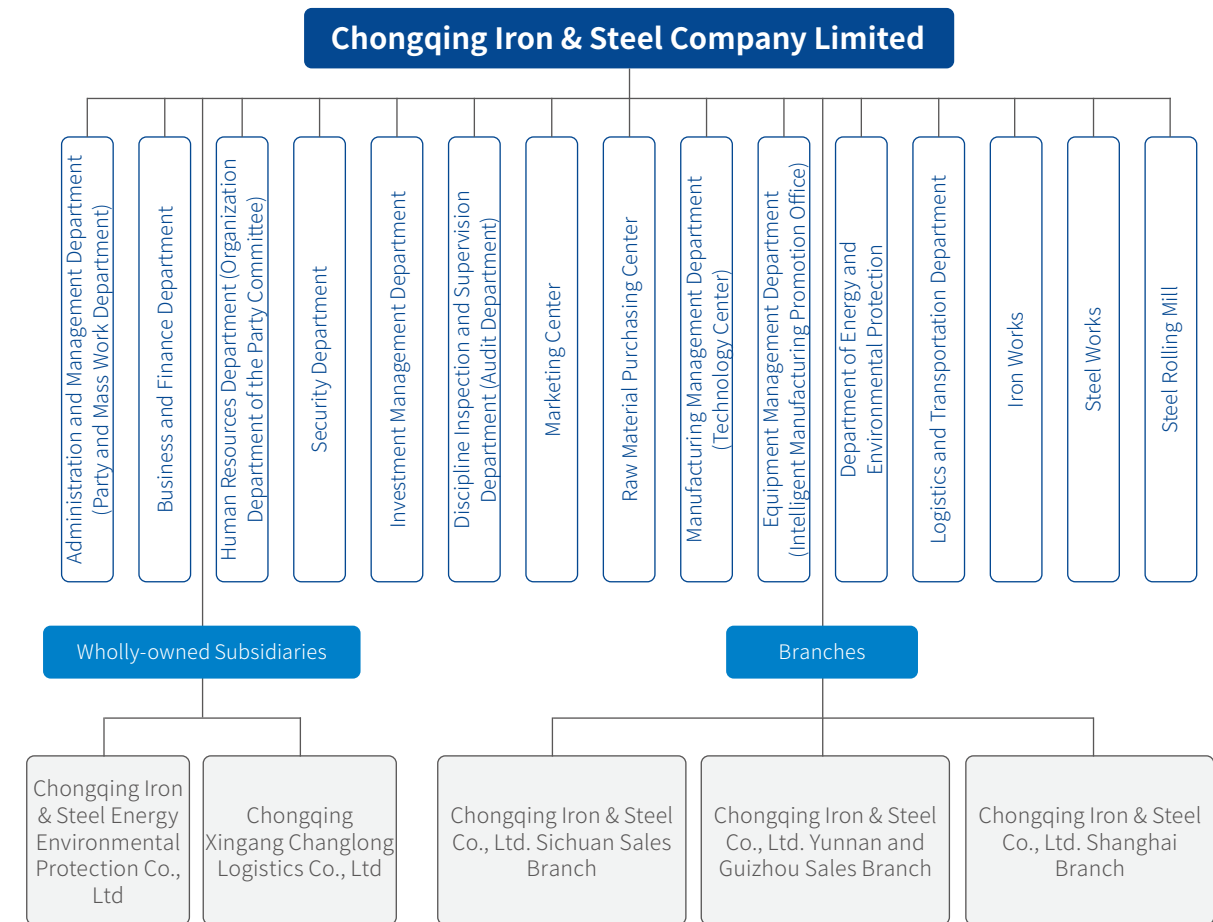 Chongqing Iron & Steel Company Limited
Administration and Management Department
(Party and Mass Work Department)
Business and Finance Department
Human Resources Department (Organization
Department of the Party Committee)
Security Department
Investment Management Department
Discipline Inspection and Supervision
Department (Audit Department)
Marketing Center
Raw Material Purchasing Center
Manufacturing Management Department
(Technology Center)
Equipment Management Department
(Intelligent Manufacturing Promotion Office)
Department of Energy and
Environmental Protection
Logistics and Transportation Department
Iron Works
Steel Works
Steel Rolling Mill
Wholly-owned Subsidiaries
Branches
Chongqing Iron
& Steel Energy
Environmental
Protection Co.,
Ltd
Chongqing
Xingang Changlong
Logistics Co., Ltd
Chongqing Iron & Steel
Co., Ltd. Sichuan Sales
Branch
Chongqing Iron & Steel
Co., Ltd. Yunnan and
Guizhou Sales Branch
Chongqing Iron & Steel
Co., Ltd. Shanghai
Branch